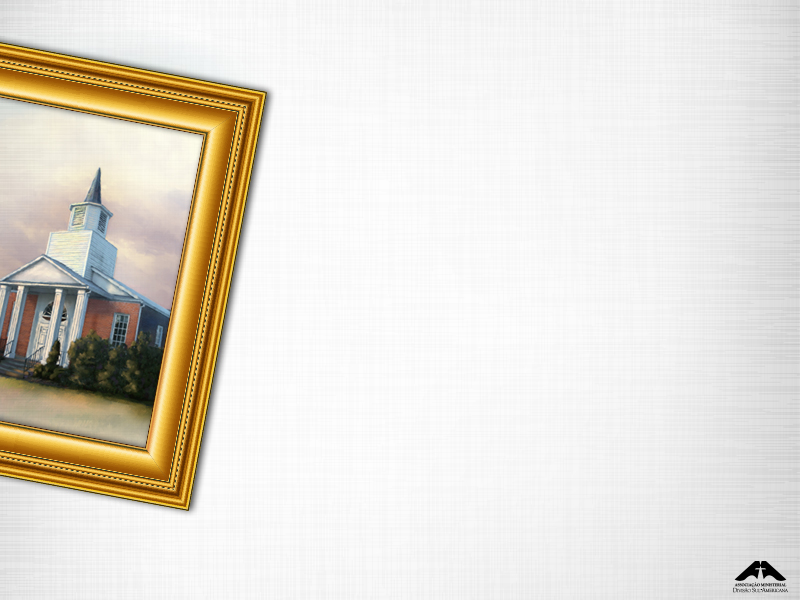 ASSOCIAÇÃO MINISTERIAL
DIVISÃO SUL-AMERICANA